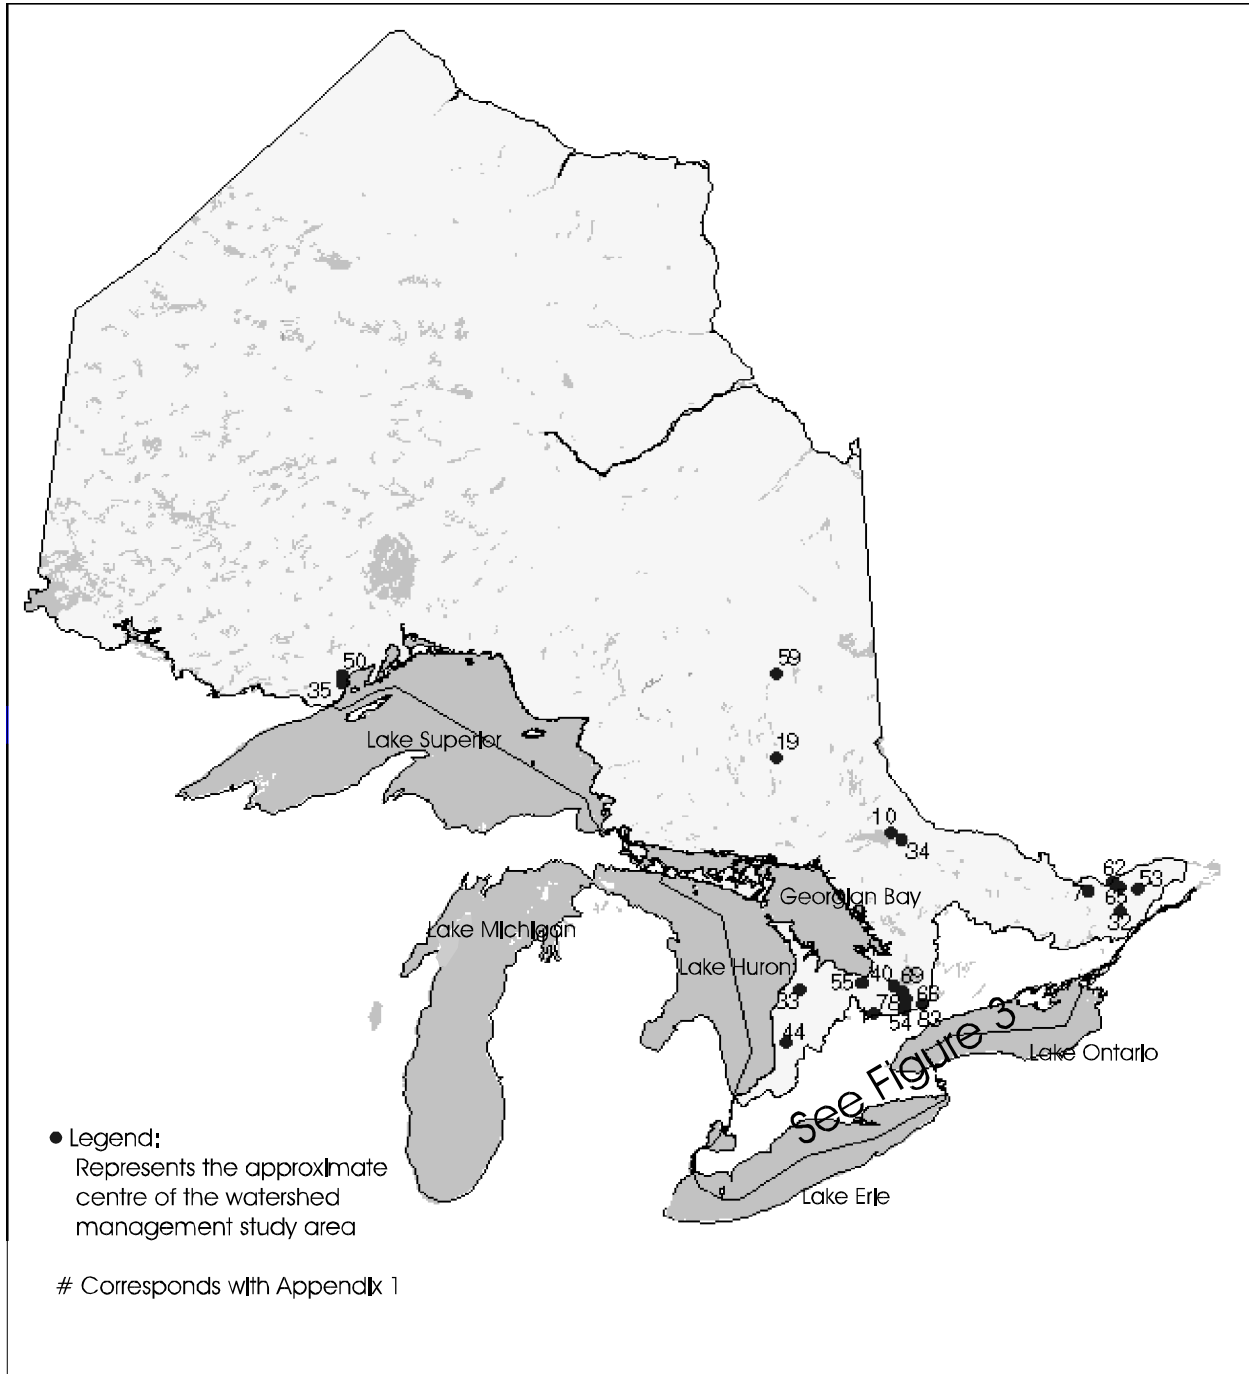 59
50
35
Lake Superior
19
10
34
62
53
65
32
Georgian Bay
Lake Michigan
Lake Huron
55
40
69
33
78
68
54
83
44
See Figure 3
Lake Ontario
Legend:
Represents the approximate
centre of the watershed
management study area
Lake Erie
# Corresponds with Appendix 1